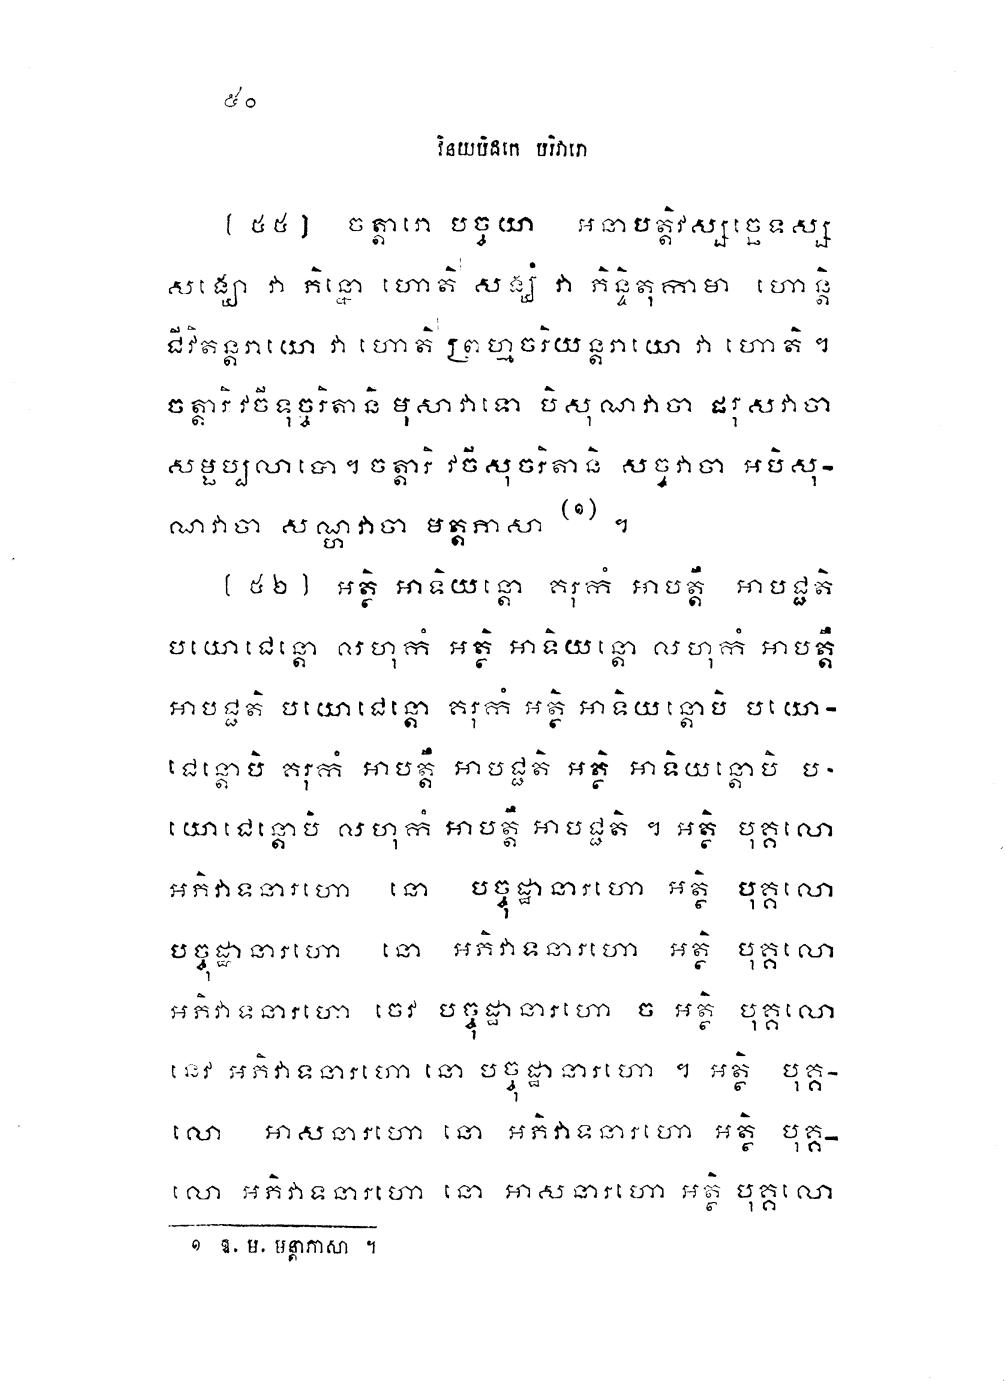 ៥០
វិនយបិដកេ បរិវារោ
[ ៥៥ ] ចត្តារោ បច្ចយា អនាបត្តិវស្សច្ឆេទស្ស
សង្ឃោ វា ភិន្នោ ហោតិ សង្ឃំ វា ភិន្ទិតុកាមា ហោន្តិ
ជីវិតន្តរាយោ វា ហោតិ ព្រហ្មចរិយន្តរាយោ វា ហោតិ ។
ចត្តារិ វចីទុច្ចរិតានិ មុសាវាទោ បិសុណវាចា ផរុសវាចា
សម្ផប្បលាបោ ។ ចត្តារិ វចីសុចរិតានិ សច្ចវាចា អបិសុ-
ណវាចា សណ្ហវាចា មត្តភាសា (១) ។
[ ៥៦ ] អត្ថិ អាទិយន្តោ គរុកំ អាបត្តឹ អាបជ្ជតិ
បយោជេន្តោ លហុកំ អត្ថិ អាទិយន្តោ លហុកំ អាបត្តឹ
អាបជ្ជតិ បយោជេន្តោ គរុកំ អត្ថិ អាទិយន្តោបិ បយោ-
ជេន្តោបិ គរុកំ អាបត្តឹ អាបជ្ជតិ អត្ថិ អាទិយន្តោបិ ប-
យោជេន្តោបិ លហុកំ អាបត្តឹ អាបជ្ជតិ ។ អត្ថិ បុគ្គលោ
អភិវាទនារហោ នោ បច្ចុដ្ឋានារហោ អត្ថិ បុគ្គលោ
បច្ចុដ្ឋានារហោ នោ អភិវាទនារហោ អត្ថិ បុគ្គលោ
អភិវាទនារហោ ចេវ បច្ចុដ្ឋានារហោ ច អត្ថិ បុគ្គលោ
នេវ អភិវាទនារហោ នោ បច្ចុដ្ឋានារហោ ។ អត្ថិ បុគ្គ-
លោ អាសនារហោ នោ អភិវាទនារហោ អត្ថិ បុគ្គ-
លោ អភិវាទនារហោ នោ អាសនារហោ អត្ថិ បុគ្គលោ
១ ឱ. ម. មន្តាភាសា ។